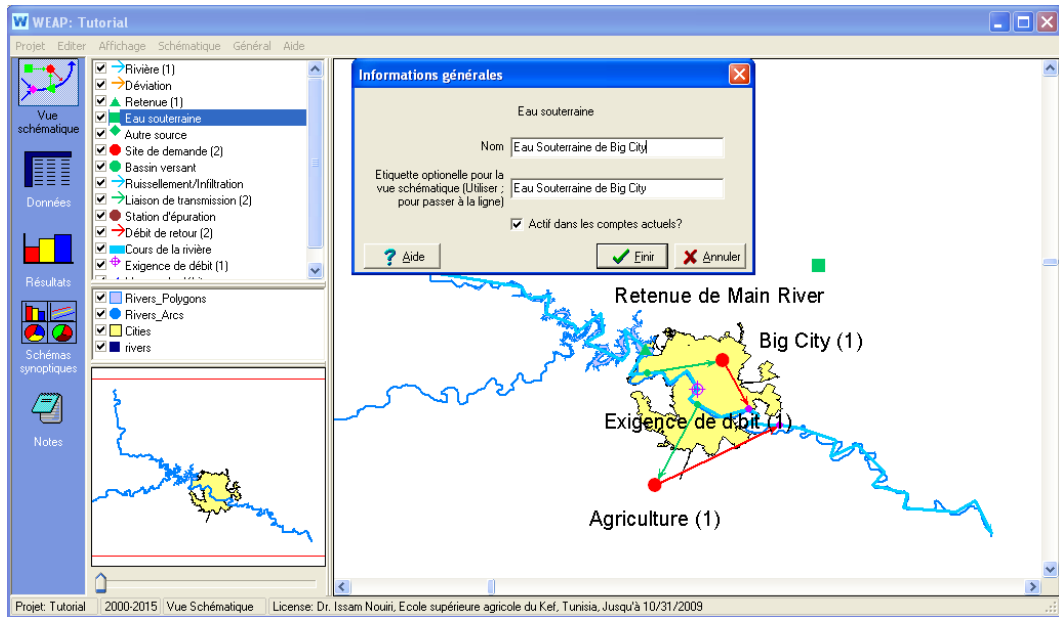 WEAP: Tutorial
Projet Editer Affichage Schématique Général Aide
Vue
schématique
Données
Résultats
Schémas
synoptiques
Notes
Rivière (1)
Déviation
Retenue (1)
Eau souterraine
Autre source
Site de demande (2)
Bassin versant
Ruissellement/Infiltration
Liaison de transmission (2)
Station d'épuration
Débit de retour (2)
Cours de la rivière
Exigence de débit (1)
Rivers_Polygons
Rivers_Arcs
Cities
rivers
Informations générales
Eau souterraine
Nom Eau Souterraine de Big City
Etiquette optionelle pour la
vue schématique (Utiliser ;
pour passer à la ligne)
Eau Souterraine de Big City
Actif dans les comptes actuels?
Aide Finir Annuler
Retenue de Main River
Big City (1)
Exigence de dbit (1)
Agriculture (1)
Projet: Tutorial 2000-2015 Vue Schématique License: Dr. Issam Nouiri, Ecole supérieure agricole du Kef, Tunisia, Jusqu'à 10/31/2009